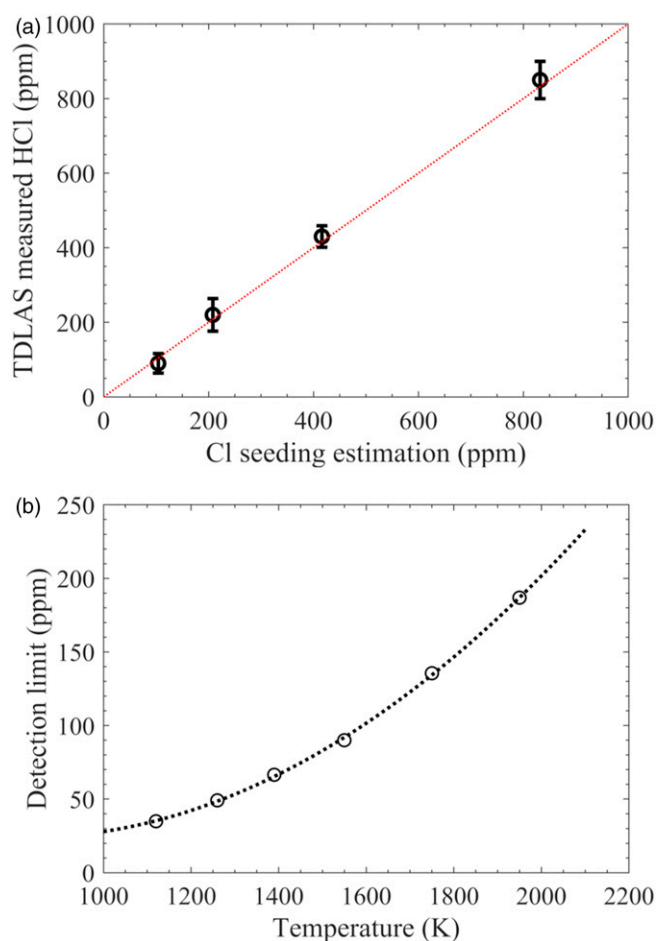 (a)
1000
800
600
400
200
0
TDLAS measured HCl (ppm)
0 200 400 600 800 1000
Cl seeding estimation (ppm)
(b)
250
200
150
100
50
0
Detection limit (ppm)
1000 1200 1400 1600 1800 2000 2200
Temperature (K)